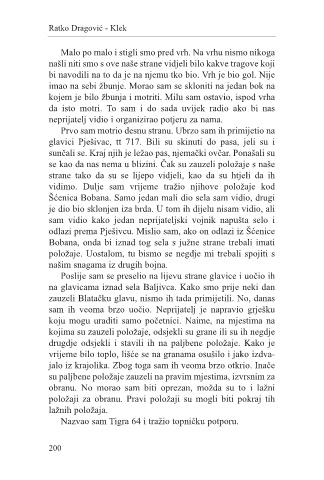 Ratko Dragović - Klek
Malo po malo i stigli smo pred vrh. Na vrhu nismo nikoga
našli niti smo s ove naše strane vidjeli bilo kakve tragove koji
bi navodili na to da je na njemu tko bio. Vrh je bio gol. Nije
imao na sebi žbunje. Morao sam se skloniti na jedan bok na
kojem je bilo žbunja i motriti. Milu sam ostavio, ispod vrha
da isto motri. To sam i do sada uvijek radio ako bi nas
neprijatelj vidio i organizirao potjeru za nama.
Prvo sam motrio desnu stranu. Ubrzo sam ih primijetio na
glavici Pješivac, tt 717. Bili su skinuti do pasa, jeli su i
sunčali se. Kraj njih je ležao pas, njemački ovčar. Ponašali su
se kao da nas nema u blizini. Čak su zauzeli položaje s naše
strane tako da su se lijepo vidjeli, kao da su htjeli da ih
vidimo. Dulje sam vrijeme tražio njihove položaje kod
Šćenica Bobana. Samo jedan mali dio sela sam vidio, drugi
je dio bio sklonjen iza brda. U tom ih dijelu nisam vidio, ali
sam vidio kako jedan neprijateljski vojnik napušta selo i
odlazi prema Pješivcu. Mislio sam, ako on odlazi iz Šćenice
Bobana, onda bi iznad tog sela s južne strane trebali imati
položaje. Uostalom, tu bismo se negdje mi trebali spojiti s
našim snagama iz drugih bojna.
Poslije sam se preselio na lijevu strane glavice i uočio ih
na glavicama iznad sela Baljivca. Kako smo prije neki dan
zauzeli Blatačku glavu, nismo ih tada primijetili. No, danas
sam ih veoma brzo uočio. Neprijatelj je napravio grješku
koju mogu uraditi samo početnici. Naime, na mjestima na
kojima su zauzeli položaje, odsjekli su grane ili su ih negdje
drugdje odsjekli i stavili ih na paljbene položaje. Kako je
vrijeme bilo toplo, lišće se na granama osušilo i jako izdva-
jalo iz krajolika. Zbog toga sam ih veoma brzo otkrio. Inače
su paljbene položaje zauzeli na pravim mjestima, izvrsnim za
obranu. No morao sam biti oprezan, možda su to i lažni
položaji za obranu. Pravi položaji su mogli biti pokraj tih
lažnih položaja.
Nazvao sam Tigra 64 i tražio topničku potporu.
200